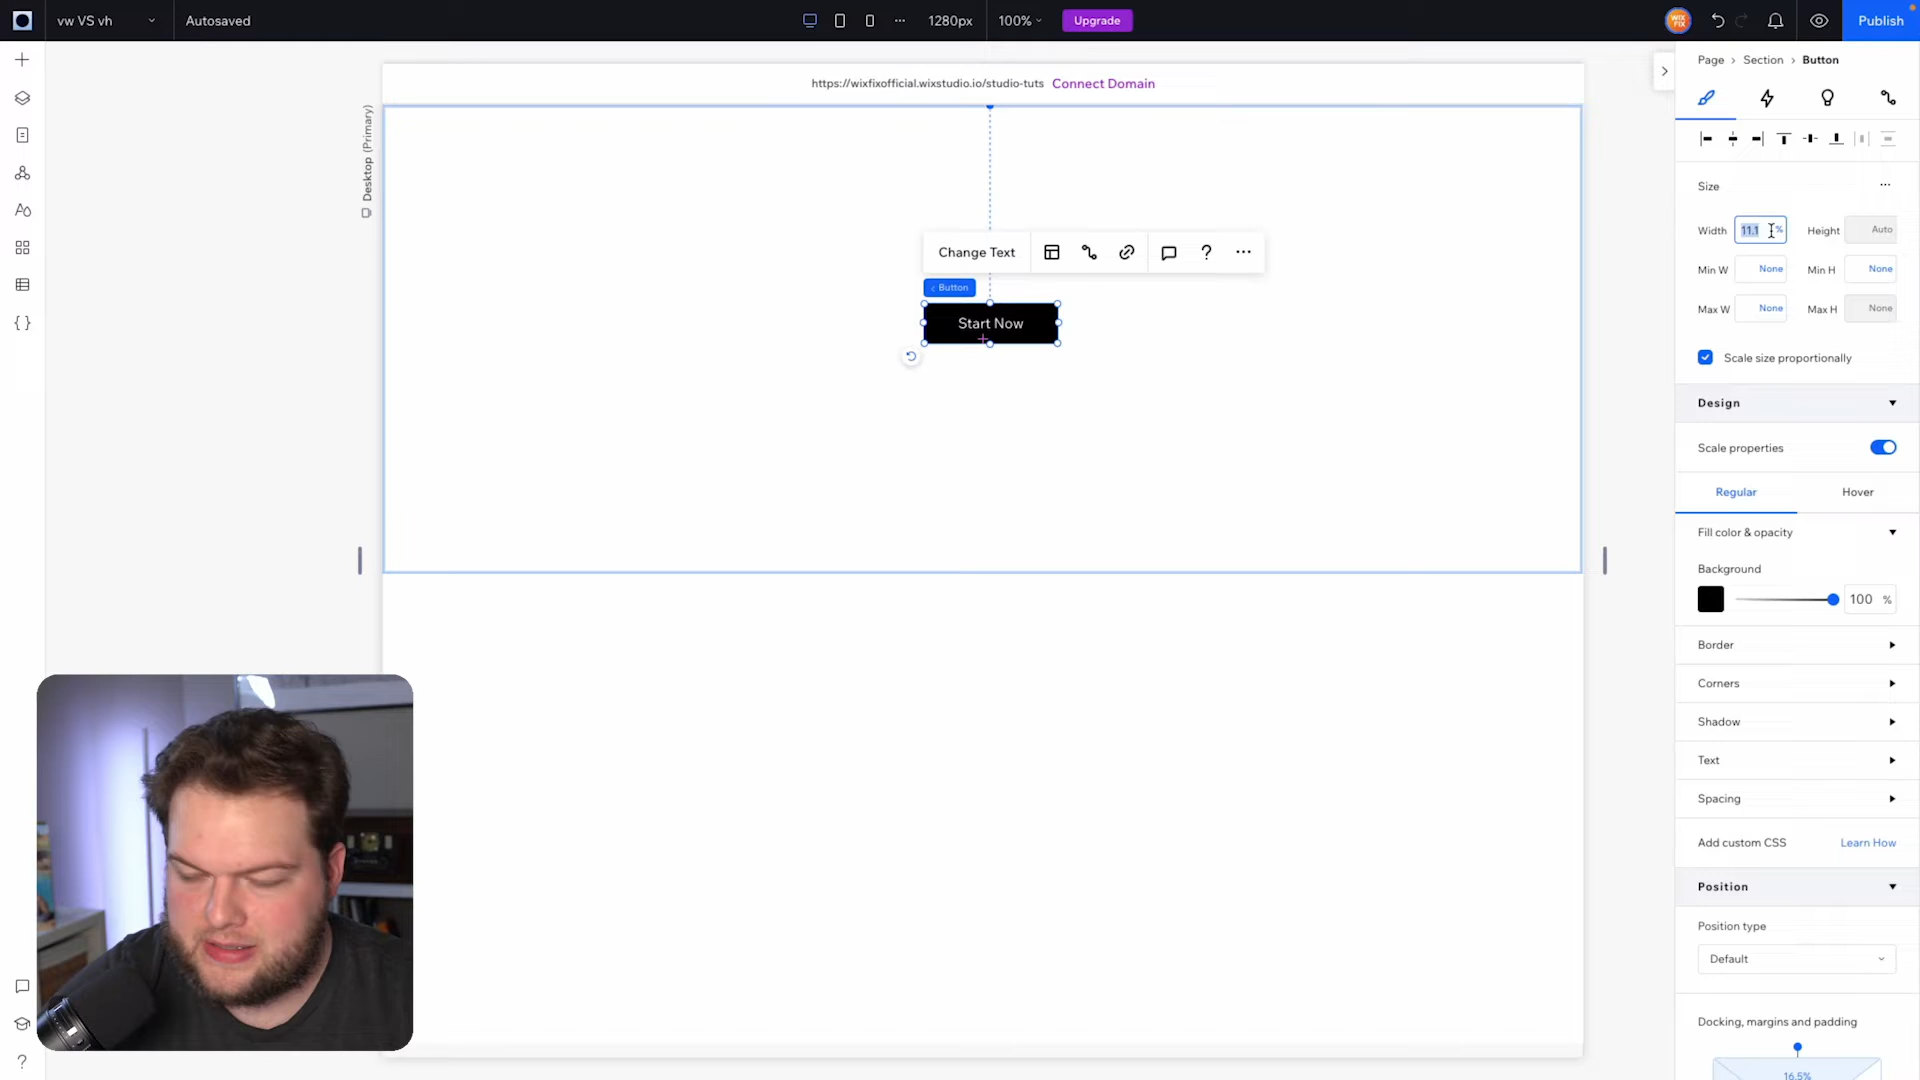 vw VS vh
Autosaved
1280px
100%
Upgrade
WIX FIX
Publish
Page > Section > Button
https://wixfixofficial.wixstudio.io/studio-tuts Connect Domain
Desktop (Primary)
Size
Width 11.1 % Height Auto
Min W None Min H None
Max W None Max H None
Scale size proportionally
Change Text
?
< Button
Start Now
Design
Scale properties
Regular Hover
Fill color & opacity
Background
100 %
Border
Corners
Shadow
Text
Spacing
Add custom CSS Learn How
Position
Position type
Default
Docking, margins and padding
16.5%
?